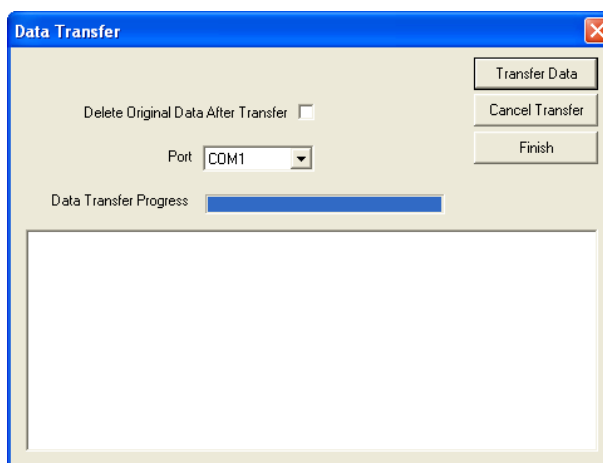 Data Transfer
Transfer Data
Delete Original Data After Transfer
Cancel Transfer
Port COM1
Finish
Data Transfer Progress